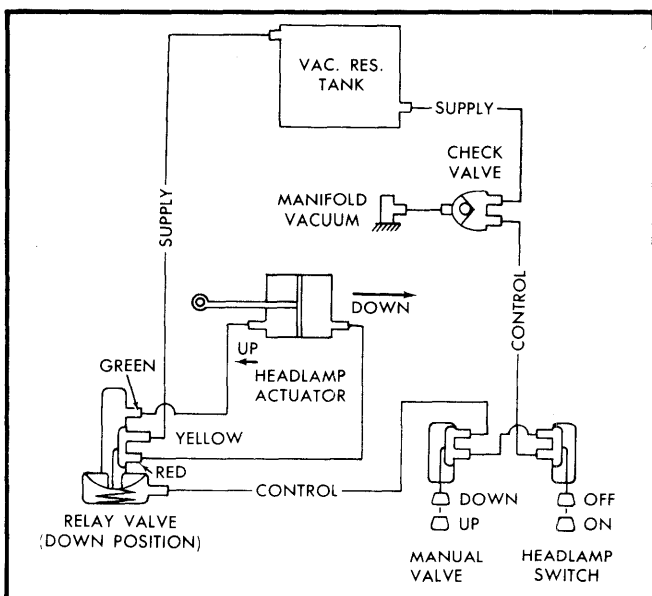 VAC. RES.
TANK
SUPPLY
CHECK
VALVE
MANIFOLD
VACUUM
SUPPLY
DOWN
UP
GREEN
HEADLAMP
ACTUATOR
CONTROL
YELLOW
RED
CONTROL
RELAY VALVE
(DOWN POSITION)
DOWN
UP
MANUAL
VALVE
OFF
ON
HEADLAMP
SWITCH